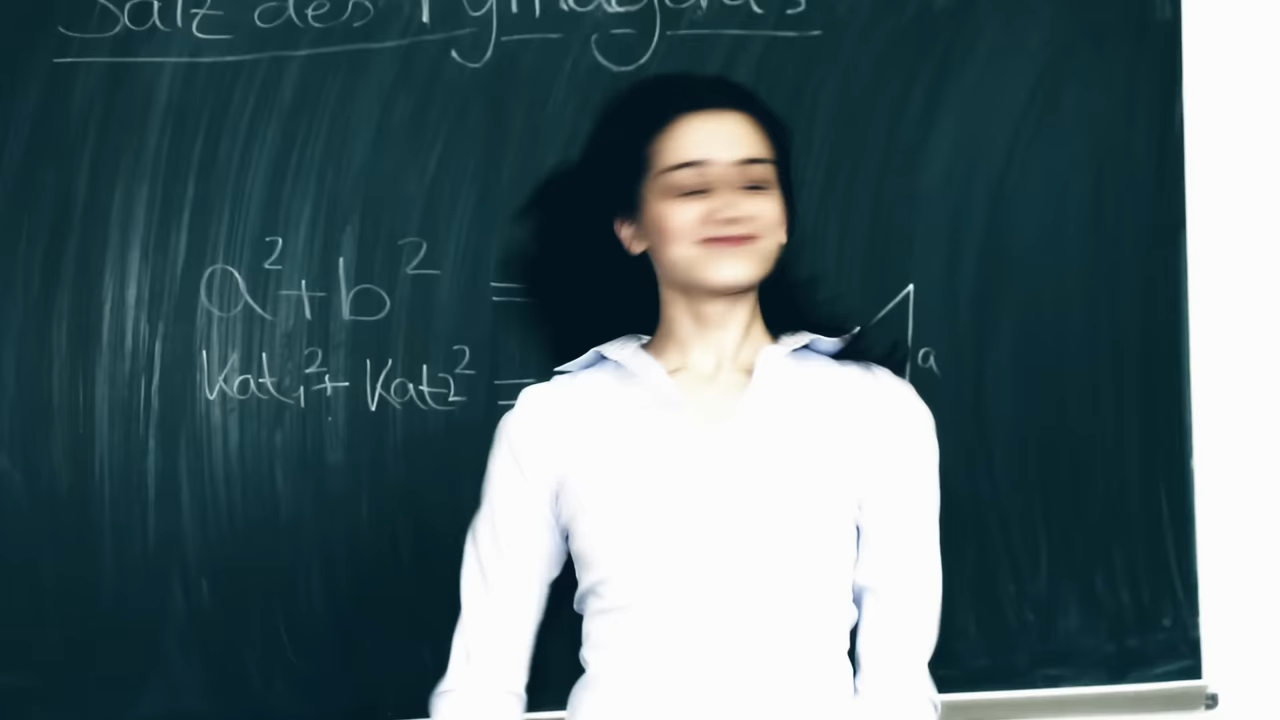 Satz des Pythagoras
a²+b² =
Kat₁²+ Kat₂² =
a